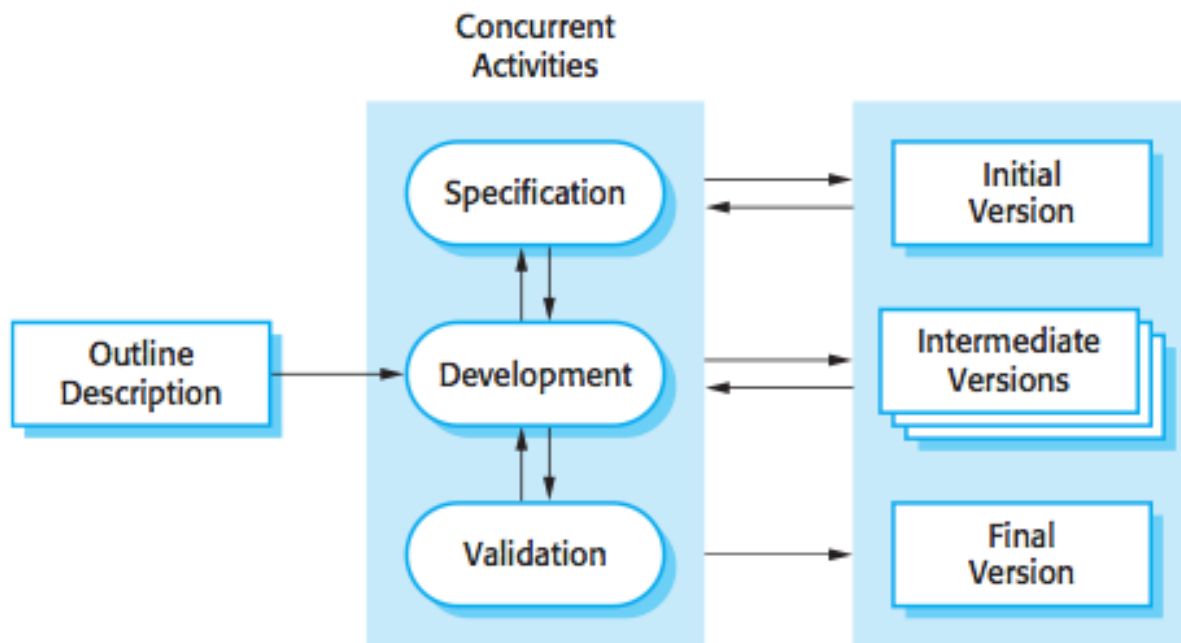 Concurrent
Activities
Specification
Initial
Version
Outline
Description
Development
Intermediate
Versions
Validation
Final
Version